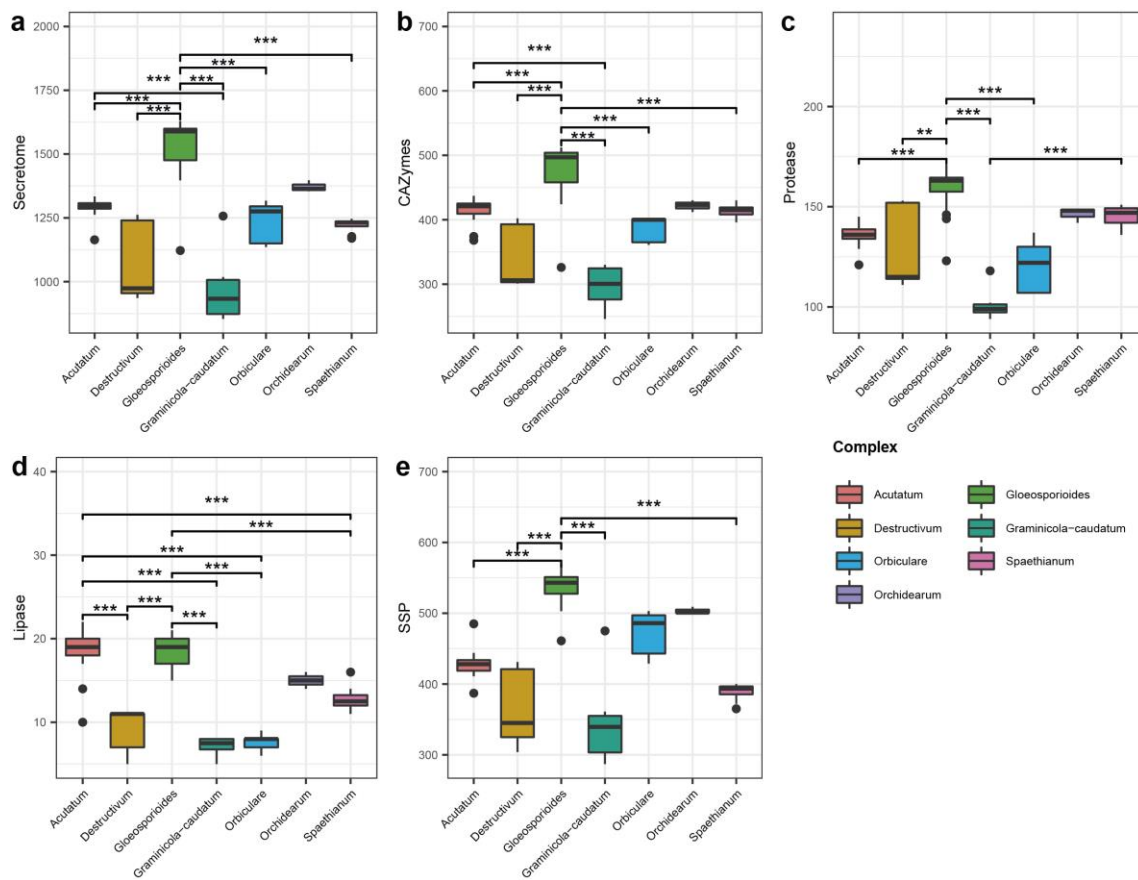 a
2000
1750
1500
1250
1000
Secretome
***
***
***
***
***
***
***
Acutatum
Destructivum
Gloeosporioides
Graminicola−caudatum
Orbiculare
Orchidearum
Spaethianum
b
700
600
500
400
300
CAZymes
***
***
***
***
***
***
Acutatum
Destructivum
Gloeosporioides
Graminicola−caudatum
Orbiculare
Orchidearum
Spaethianum
c
200
150
100
Protease
***
***
**
***
***
Acutatum
Destructivum
Gloeosporioides
Graminicola−caudatum
Orbiculare
Orchidearum
Spaethianum
d
40
30
20
10
Lipase
***
***
***
***
***
***
***
***
Acutatum
Destructivum
Gloeosporioides
Graminicola−caudatum
Orbiculare
Orchidearum
Spaethianum
e
700
600
500
400
300
SSP
***
***
***
***
Acutatum
Destructivum
Gloeosporioides
Graminicola−caudatum
Orbiculare
Orchidearum
Spaethianum
Complex
Acutatum
Destructivum
Orbiculare
Orchidearum
Gloeosporioides
Graminicola−caudatum
Spaethianum